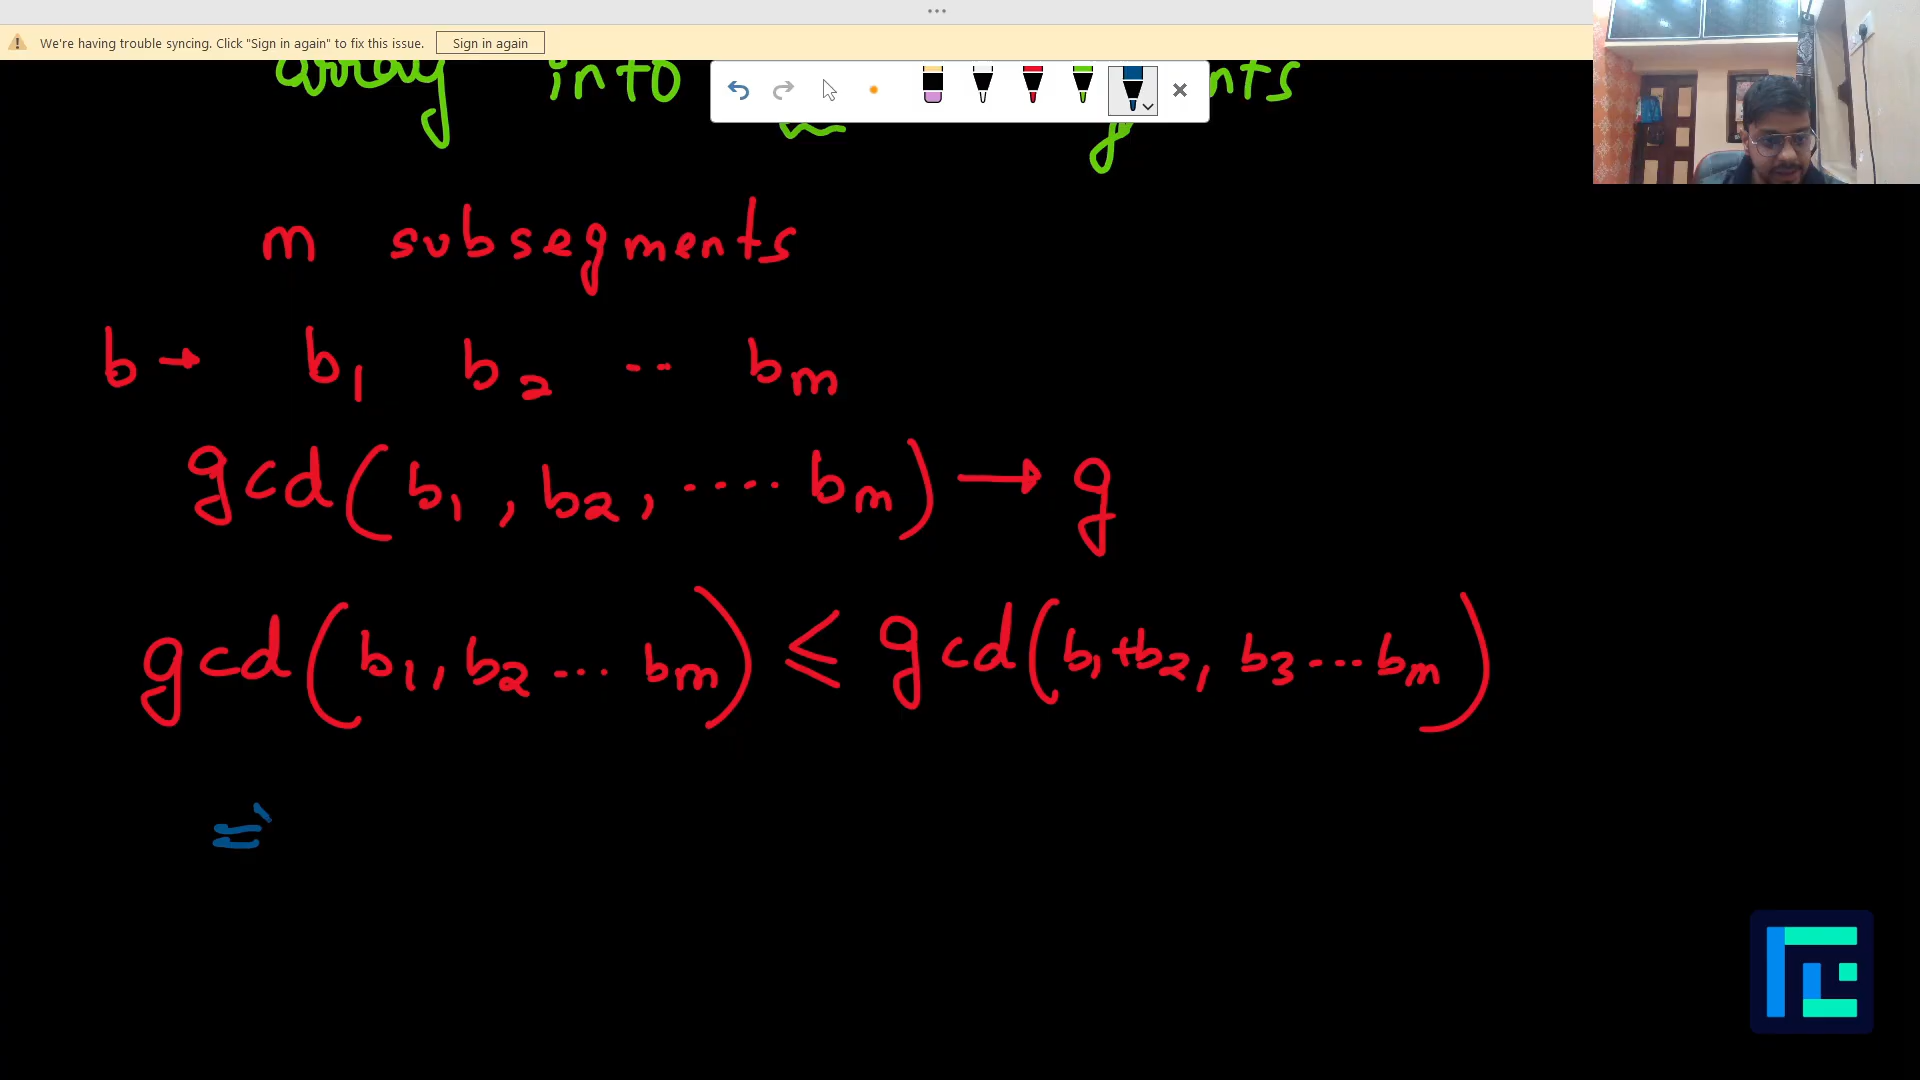 We're having trouble syncing. Click "Sign in again" to fix this issue. Sign in again
array into
m subsegments
b → b1 b2 -- bm
gcd(b1, b2, ..... bm) → g
gcd(b1, b2 ... bm) ≤ gcd(b1+b2, b3 ... bm)
=